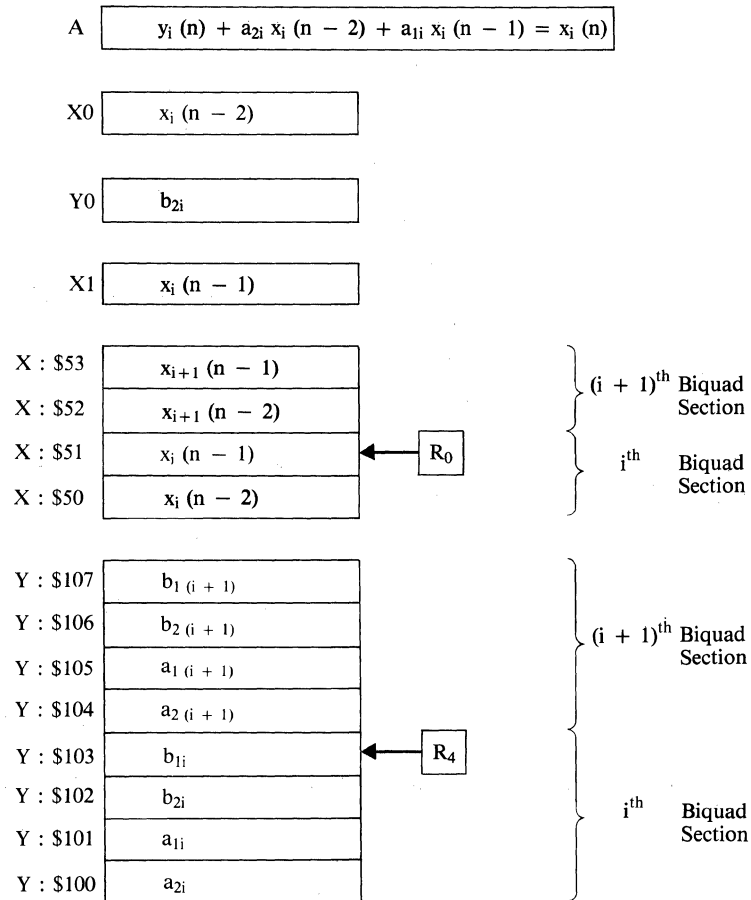 A yᵢ (n) + a₂ᵢ xᵢ (n − 2) + a₁ᵢ xᵢ (n − 1) = xᵢ (n)
X0 xᵢ (n − 2)
Y0 b₂ᵢ
X1 xᵢ (n − 1)
X : $53 xᵢ₊₁ (n − 1)
(i + 1)ᵗʰ Biquad Section
X : $52 xᵢ₊₁ (n − 2)
X : $51 xᵢ (n − 1) R₀
iᵗʰ Biquad Section
X : $50 xᵢ (n − 2)
Y : $107 b₁ ₍ᵢ ₊ ₁₎
Y : $106 b₂ ₍ᵢ ₊ ₁₎
(i + 1)ᵗʰ Biquad Section
Y : $105 a₁ ₍ᵢ ₊ ₁₎
Y : $104 a₂ ₍ᵢ ₊ ₁₎
Y : $103 b₁ᵢ R₄
Y : $102 b₂ᵢ
iᵗʰ Biquad Section
Y : $101 a₁ᵢ
Y : $100 a₂ᵢ